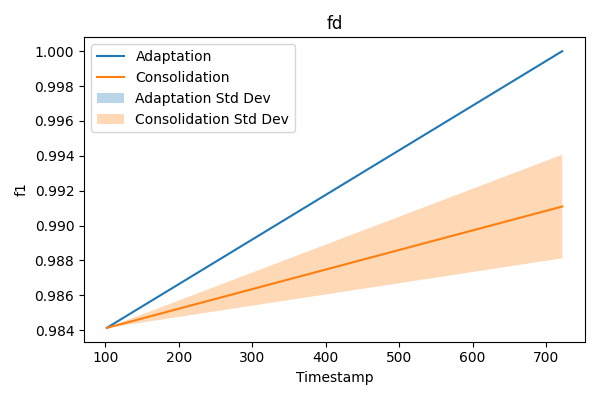 fd
1.000
0.998
0.996
0.994
0.992
0.990
0.988
0.986
0.984
f1
Adaptation
Consolidation
Adaptation Std Dev
Consolidation Std Dev
100 200 300 400 500 600 700
Timestamp